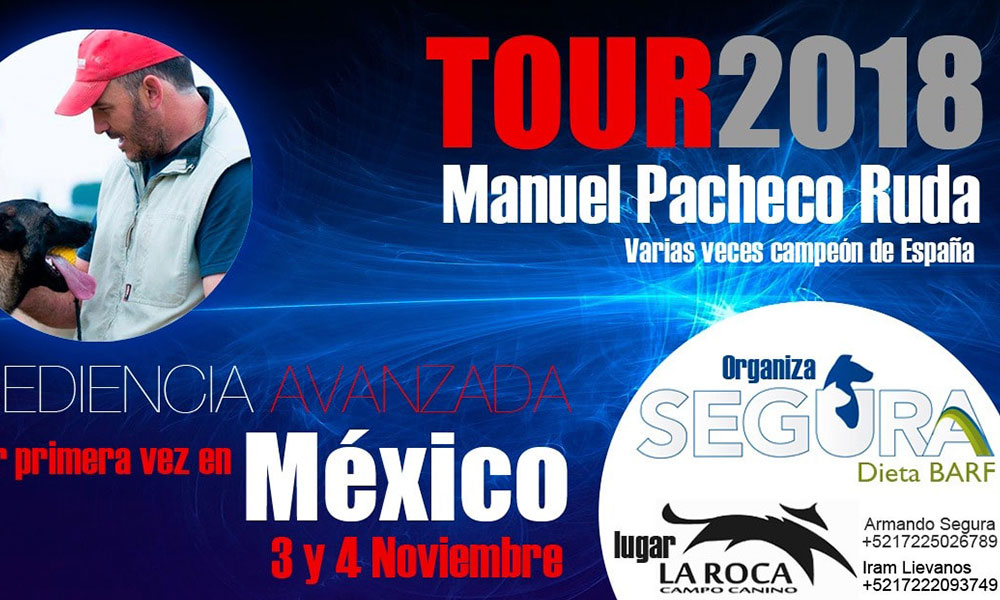 TOUR2018
Manuel Pacheco Ruda
Varias veces campeón de España
EDIENCIA AVANZADA
r primera vez en
México
3 y 4 Noviembre
Organiza
SEGURA
Dieta BARF
lugar
LA ROCA
CAMPO CANINO
Armando Segura
+5217225026789
Iram Lievanos
+5217222093749